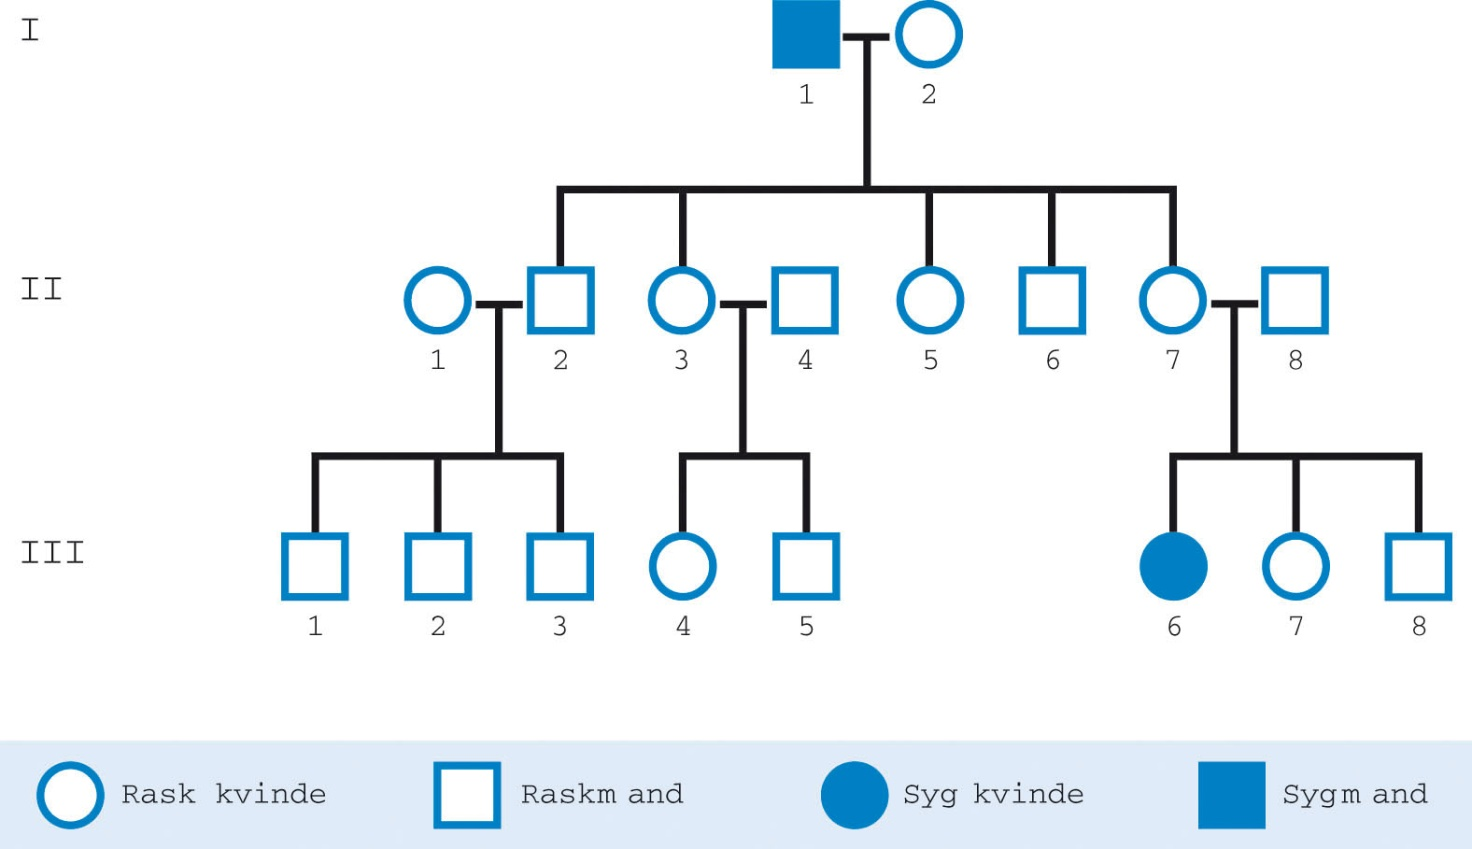 I
1 2
II
1 2 3 4 5 6 7 8
III
1 2 3 4 5 6 7 8
Rask kvinde Raskm and Syg kvinde Sygm and